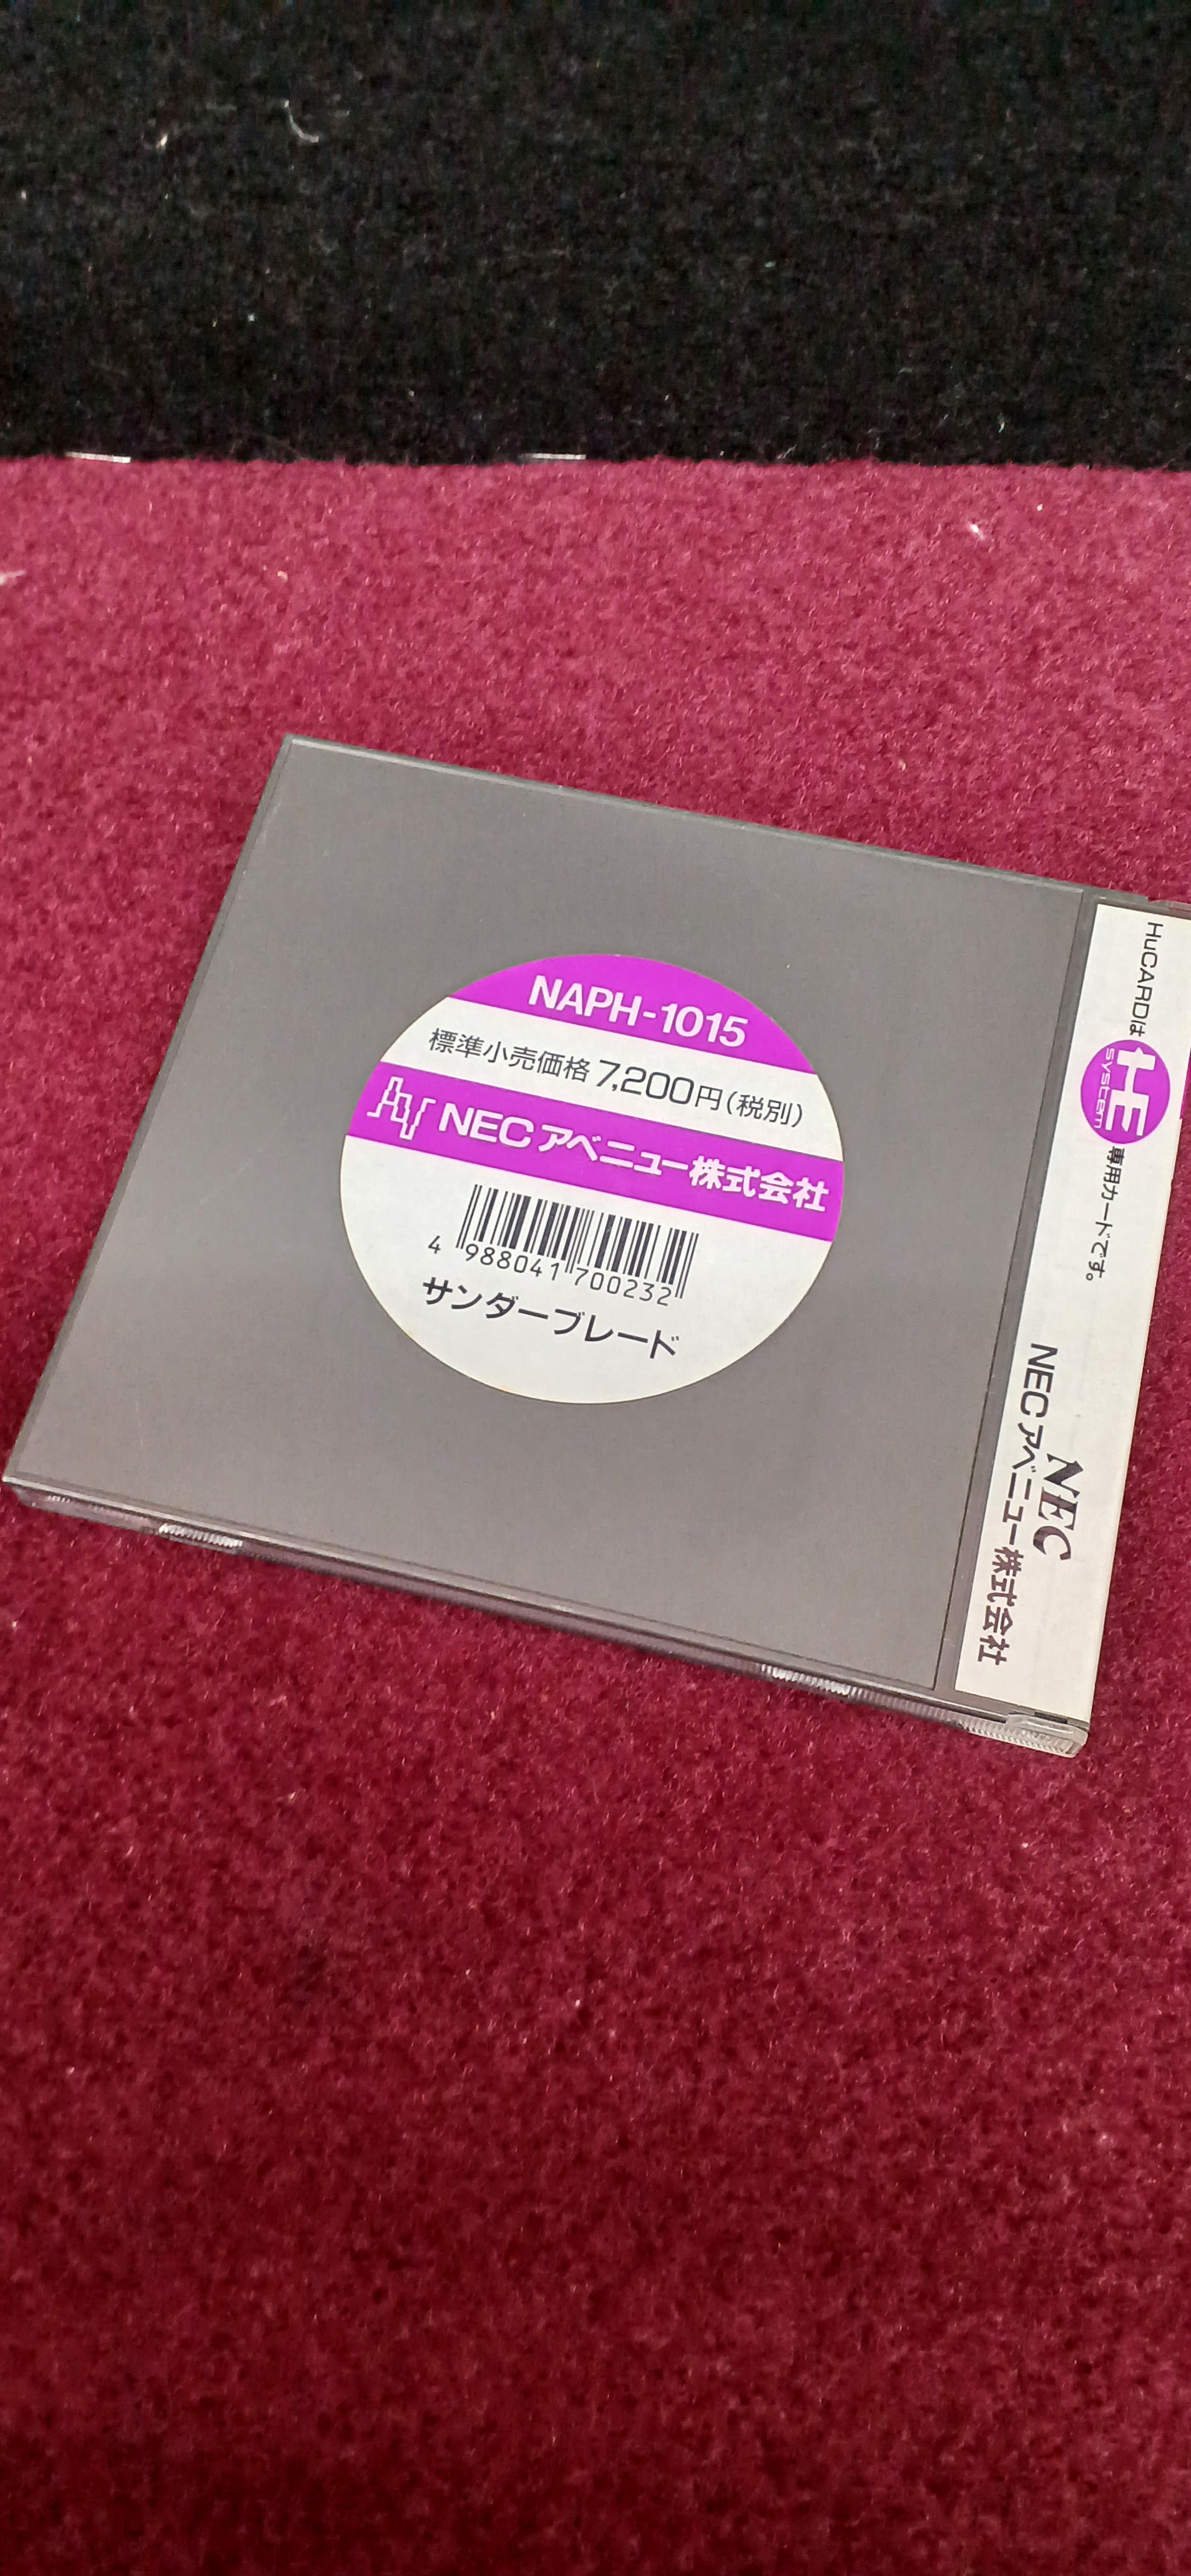 NAPH-1015
標準小売価格 7,200円(税別)
NECアベニュー株式会社
4 988041 700232
サンダーブレード
HuCARDは HE system 専用カードです。
NEC
NECアベニュー株式会社